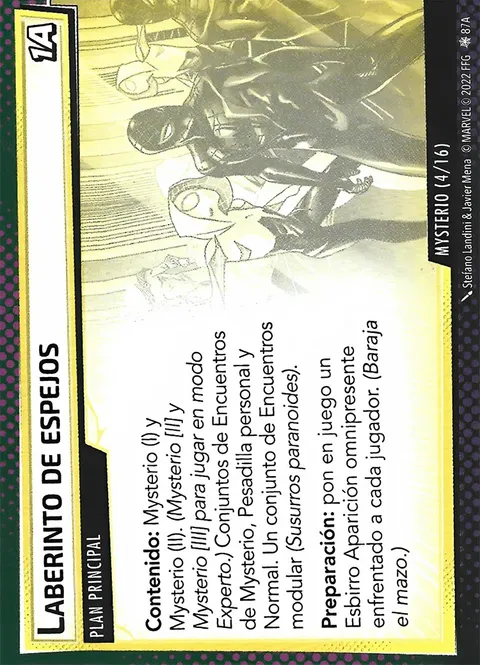 LABERINTO DE ESPEJOS
1A
PLAN PRINCIPAL
Contenido: Mysterio (I) y
Mysterio (II). (Mysterio [II] y
Mysterio [III] para jugar en modo
Experto.) Conjuntos de Encuentros
de Mysterio, Pesadilla personal y
Normal. Un conjunto de Encuentros
modular (Susurros paranoides).
Preparación: pon en juego un
Esbirro Aparición omnipresente
enfrentado a cada jugador. (Baraja
el mazo.)
MYSTERIO (4/16)
Stefano Landini & Javier Mena © MARVEL © 2022 FFG 87A